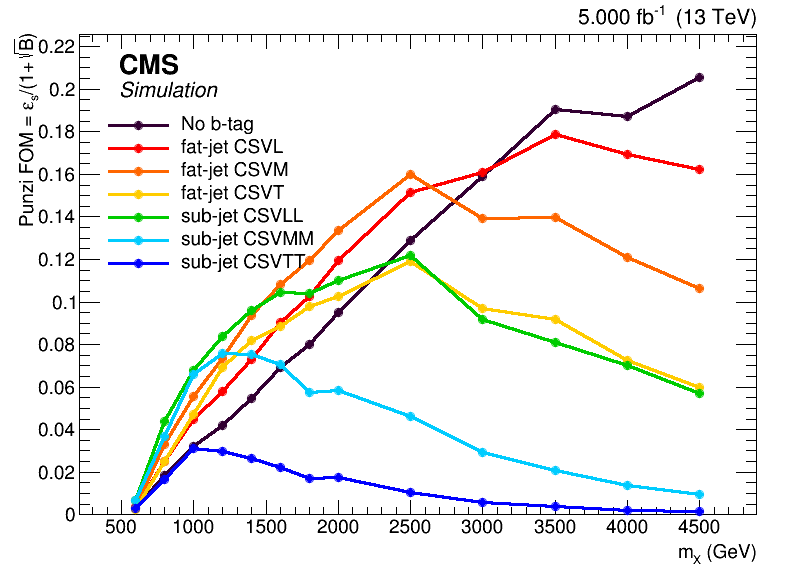 5.000 fb⁻¹ (13 TeV)
Punzi FOM = εₛ/(1+√B)
CMS
Simulation
No b-tag
fat-jet CSVL
fat-jet CSVM
fat-jet CSVT
sub-jet CSVLL
sub-jet CSVMM
sub-jet CSVTT
0.22
0.2
0.18
0.16
0.14
0.12
0.1
0.08
0.06
0.04
0.02
0
500 1000 1500 2000 2500 3000 3500 4000 4500
m_X (GeV)